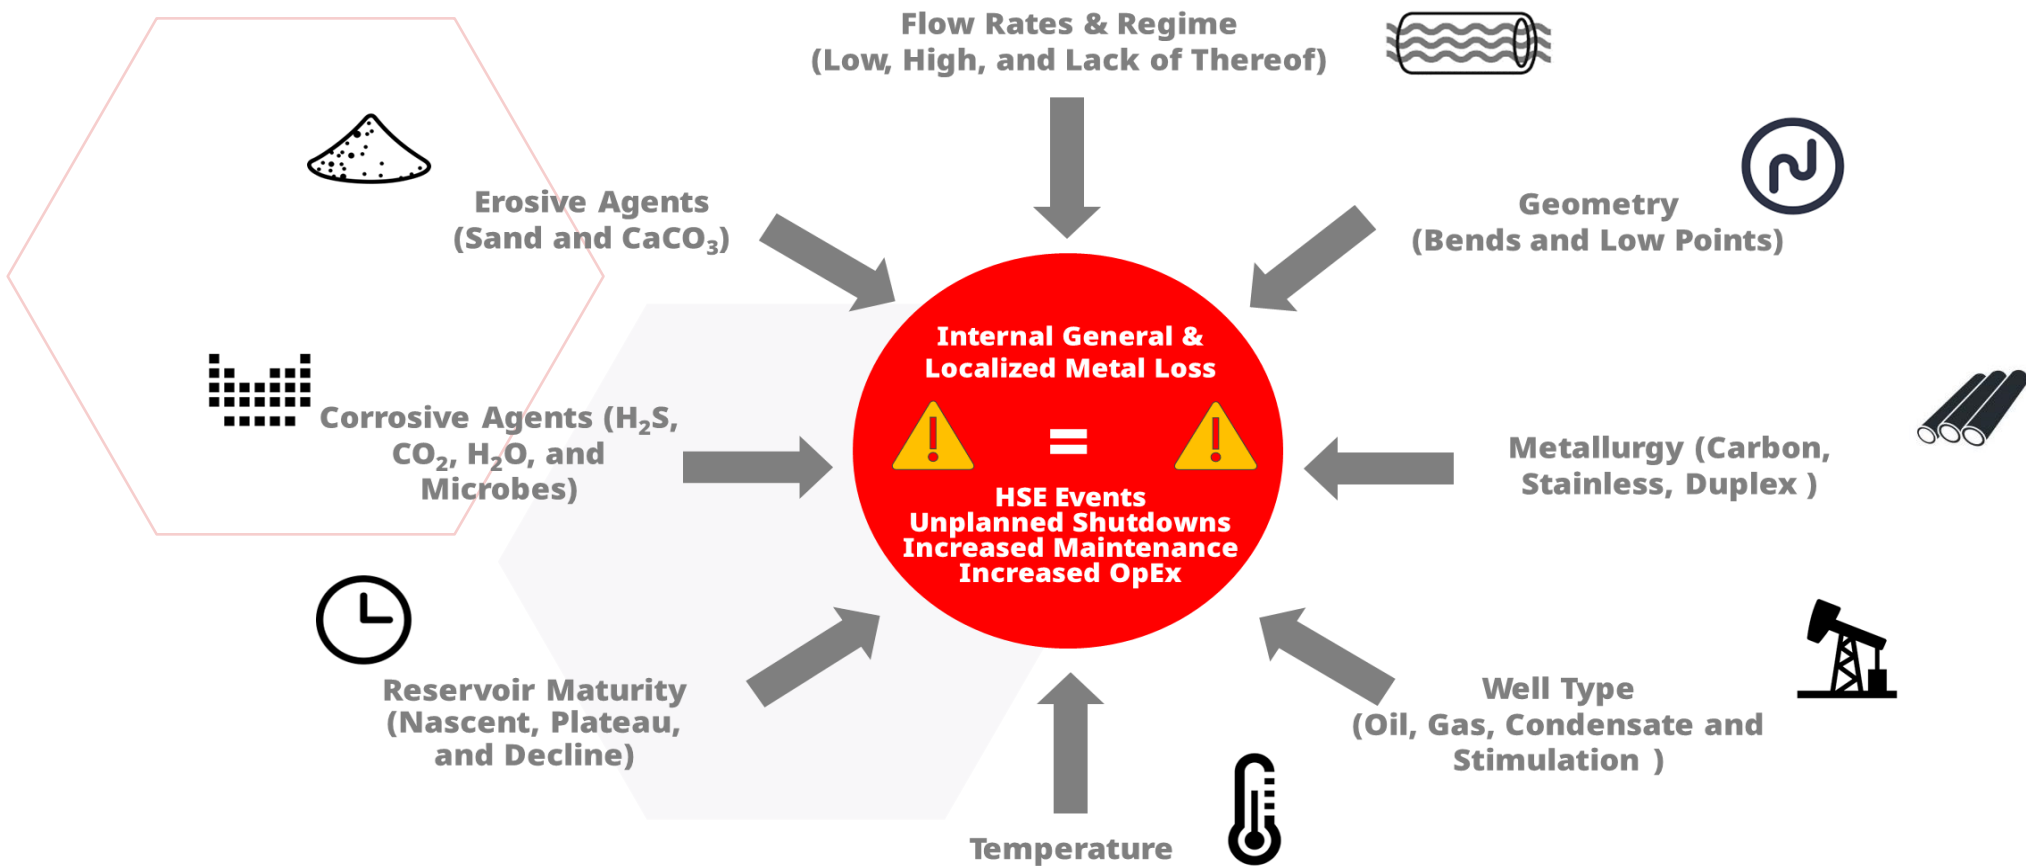 Flow Rates & Regime
(Low, High, and Lack of Thereof)
Erosive Agents
(Sand and CaCO₃)
Geometry
(Bends and Low Points)
Internal General &
Localized Metal Loss
=
HSE Events
Unplanned Shutdowns
Increased Maintenance
Increased OpEx
Corrosive Agents (H₂S,
CO₂, H₂O, and
Microbes)
Metallurgy (Carbon,
Stainless, Duplex )
Reservoir Maturity
(Nascent, Plateau,
and Decline)
Well Type
(Oil, Gas, Condensate and
Stimulation )
Temperature